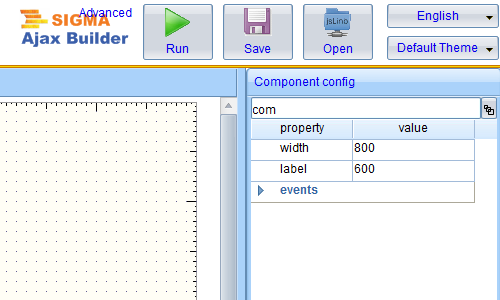 SIGMA
Advanced
Ajax Builder
Run
Save
jsLino
Open
English
Default Theme
Component config
com
property value
width 800
label 600
events